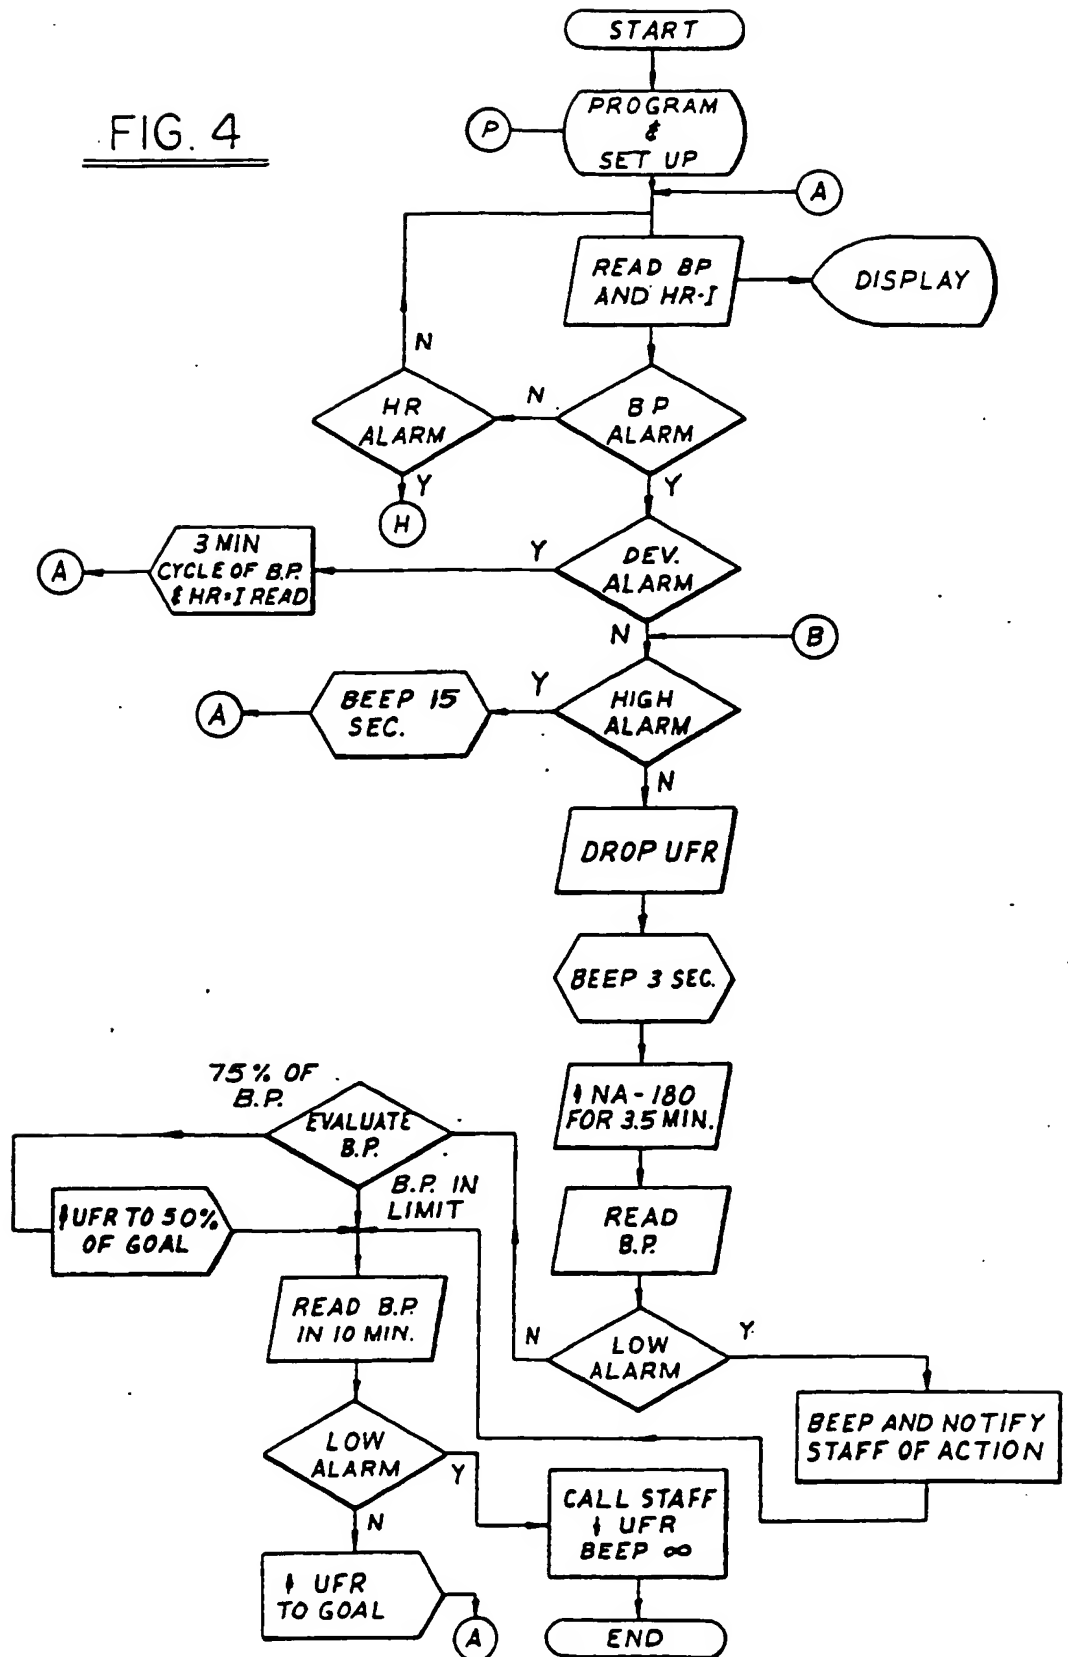 START
FIG. 4
PROGRAM
&
SET UP
P
A
READ BP
AND HR-I
DISPLAY
N
HR
ALARM
N
BP
ALARM
Y
H
Y
3 MIN
CYCLE OF B.P.
& HR=I READ
A
Y
DEV.
ALARM
N
B
A
BEEP 15
SEC.
Y
HIGH
ALARM
N
DROP UFR
BEEP 3 SEC.
75% OF
B.P.
EVALUATE
B.P.
↑ NA-180
FOR 3.5 MIN.
B.P. IN
LIMIT
↑ UFR TO 50%
OF GOAL
READ
B.P.
READ B.P.
IN 10 MIN.
N
LOW
ALARM
Y
LOW
ALARM
Y
BEEP AND NOTIFY
STAFF OF ACTION
CALL STAFF
↓ UFR
BEEP ∞
N
↑ UFR
TO GOAL
A
END